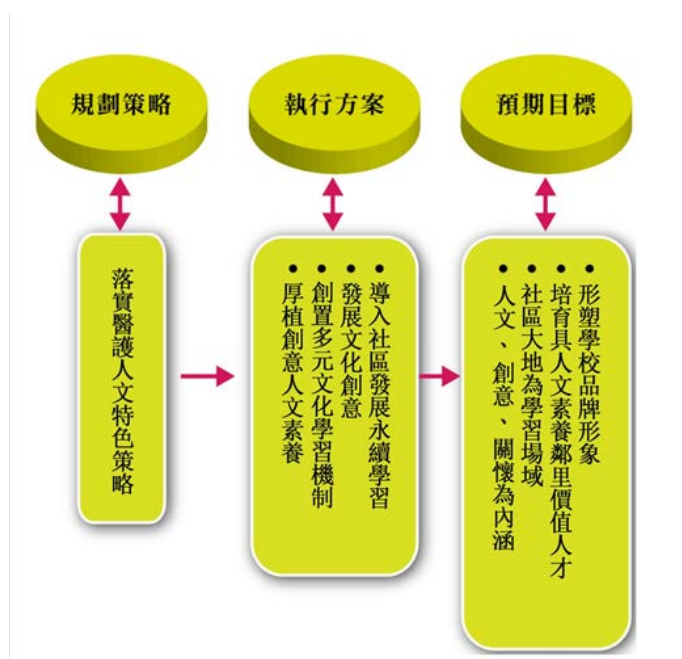 規劃策略
執行方案
預期目標
落實醫護人文特色策略
• 導入社區發展永續學習
• 發展文化創意
• 創置多元文化學習機制
• 厚植創意人文素養
• 形塑學校品牌形象
• 培育具人文素養鄰里價值人才
• 社區大地為學習場域
• 人文、創意、關懷為內涵